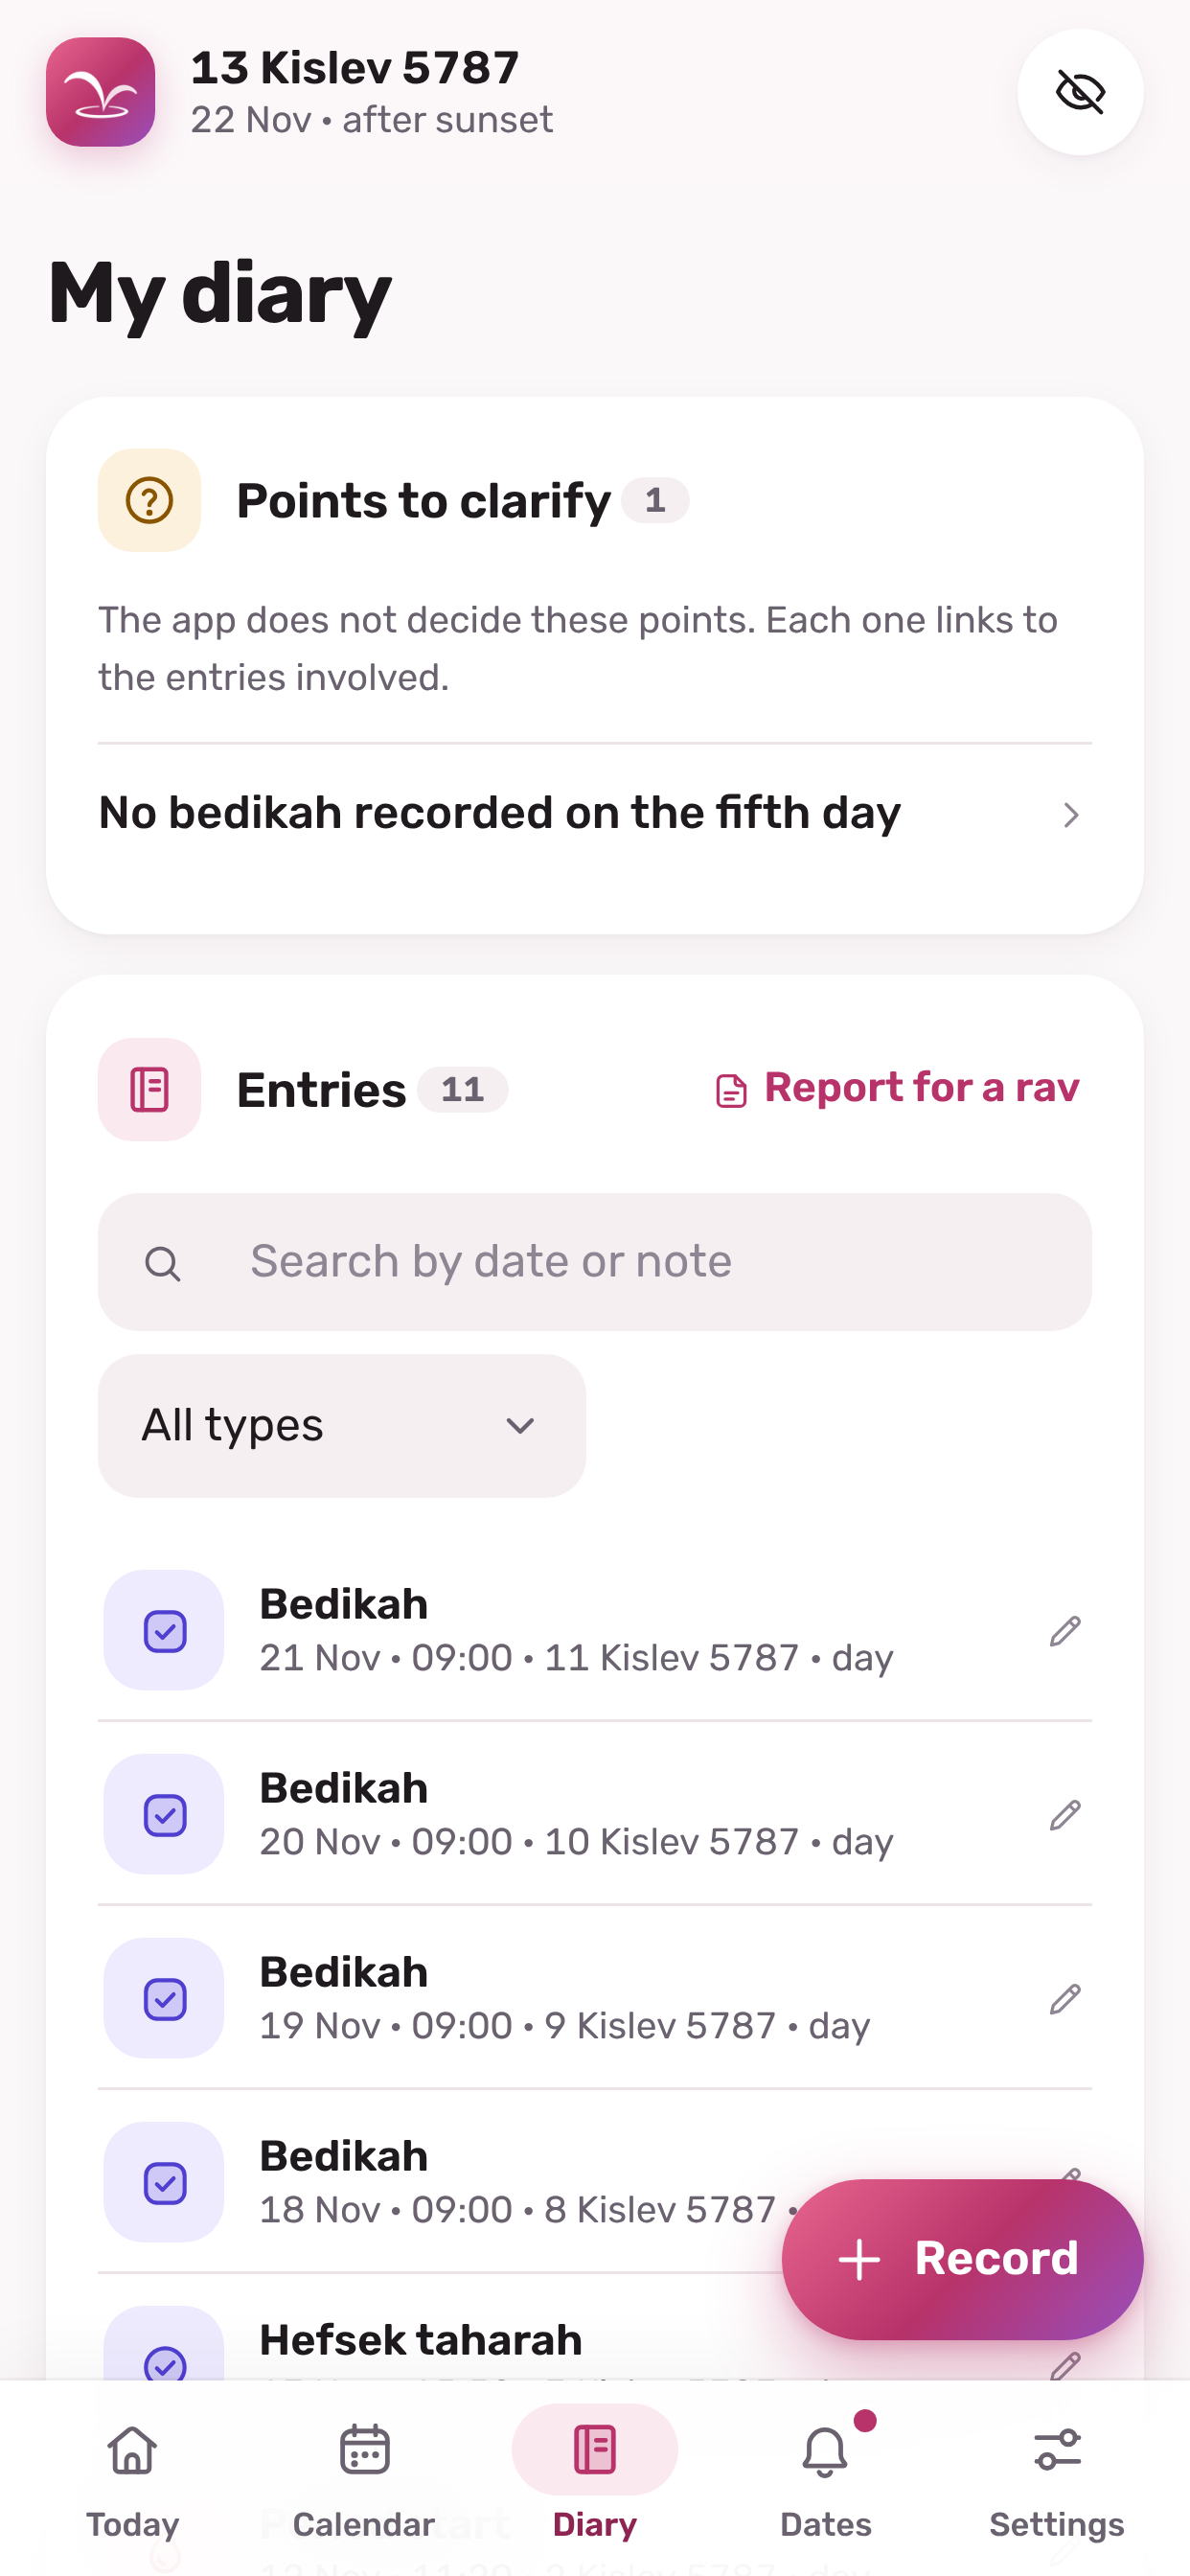 13 Kislev 5787
22 Nov • after sunset
My diary
Points to clarify 1
The app does not decide these points. Each one links to
the entries involved.
No bedikah recorded on the fifth day
Entries 11
Report for a rav
Search by date or note
All types
Bedikah
21 Nov • 09:00 • 11 Kislev 5787 • day
Bedikah
20 Nov • 09:00 • 10 Kislev 5787 • day
Bedikah
19 Nov • 09:00 • 9 Kislev 5787 • day
Bedikah
18 Nov • 09:00 • 8 Kislev 5787 •
Record
Hefsek taharah
Today
Calendar
Diary
Dates
Settings